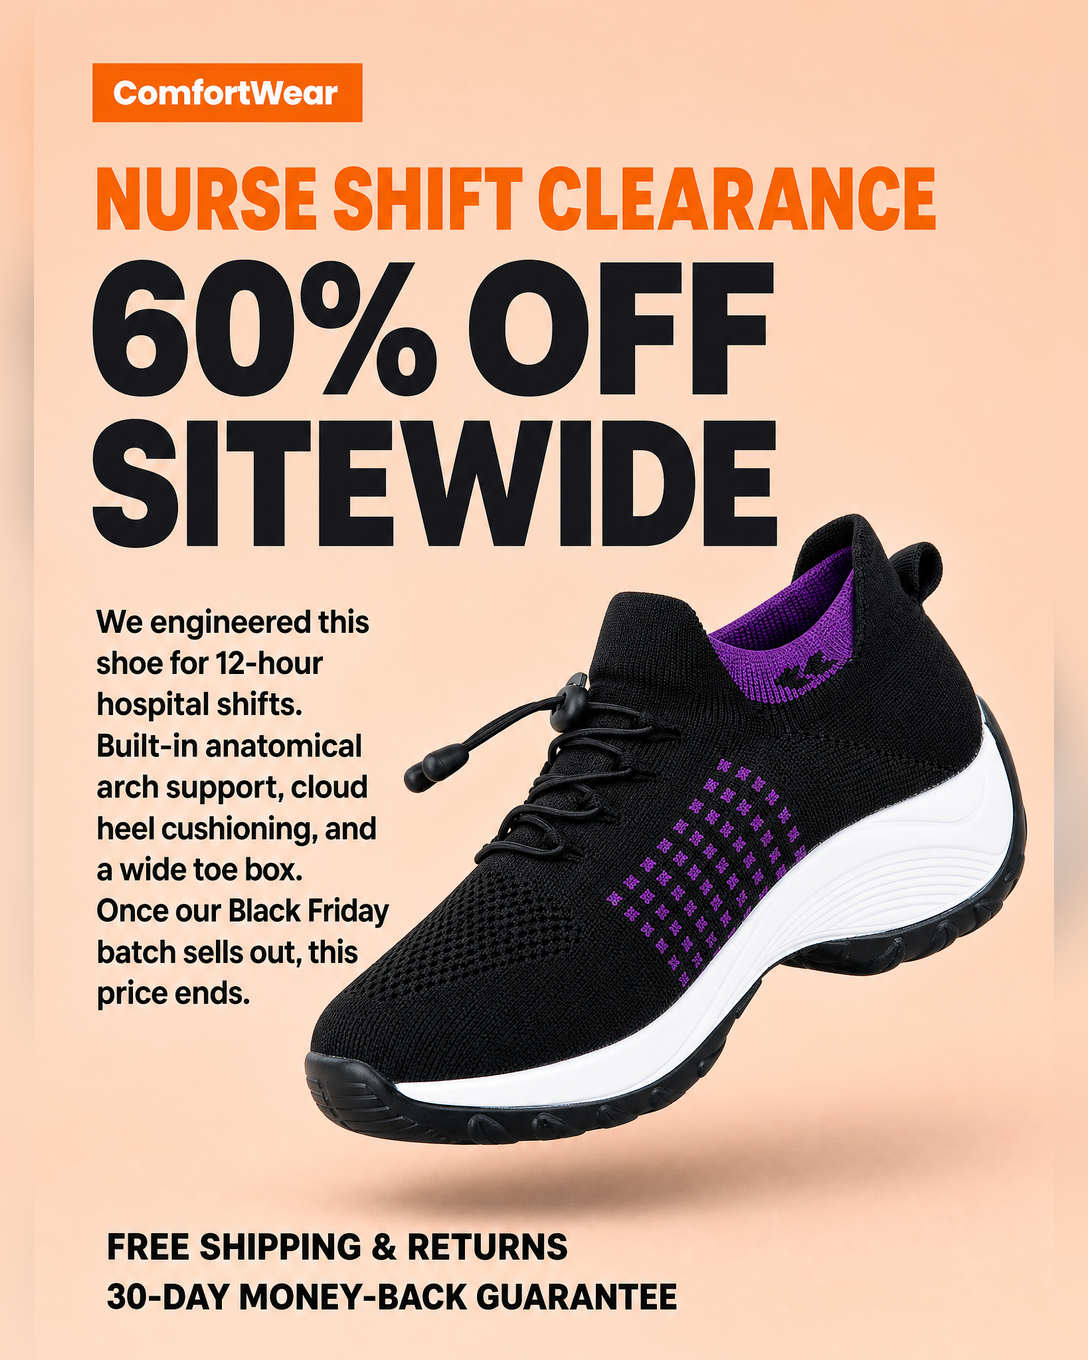 ComfortWear
NURSE SHIFT CLEARANCE
60% OFF
SITEWIDE
We engineered this
shoe for 12-hour
hospital shifts.
Built-in anatomical
arch support, cloud
heel cushioning, and
a wide toe box.
Once our Black Friday
batch sells out, this
price ends.
FREE SHIPPING & RETURNS
30-DAY MONEY-BACK GUARANTEE